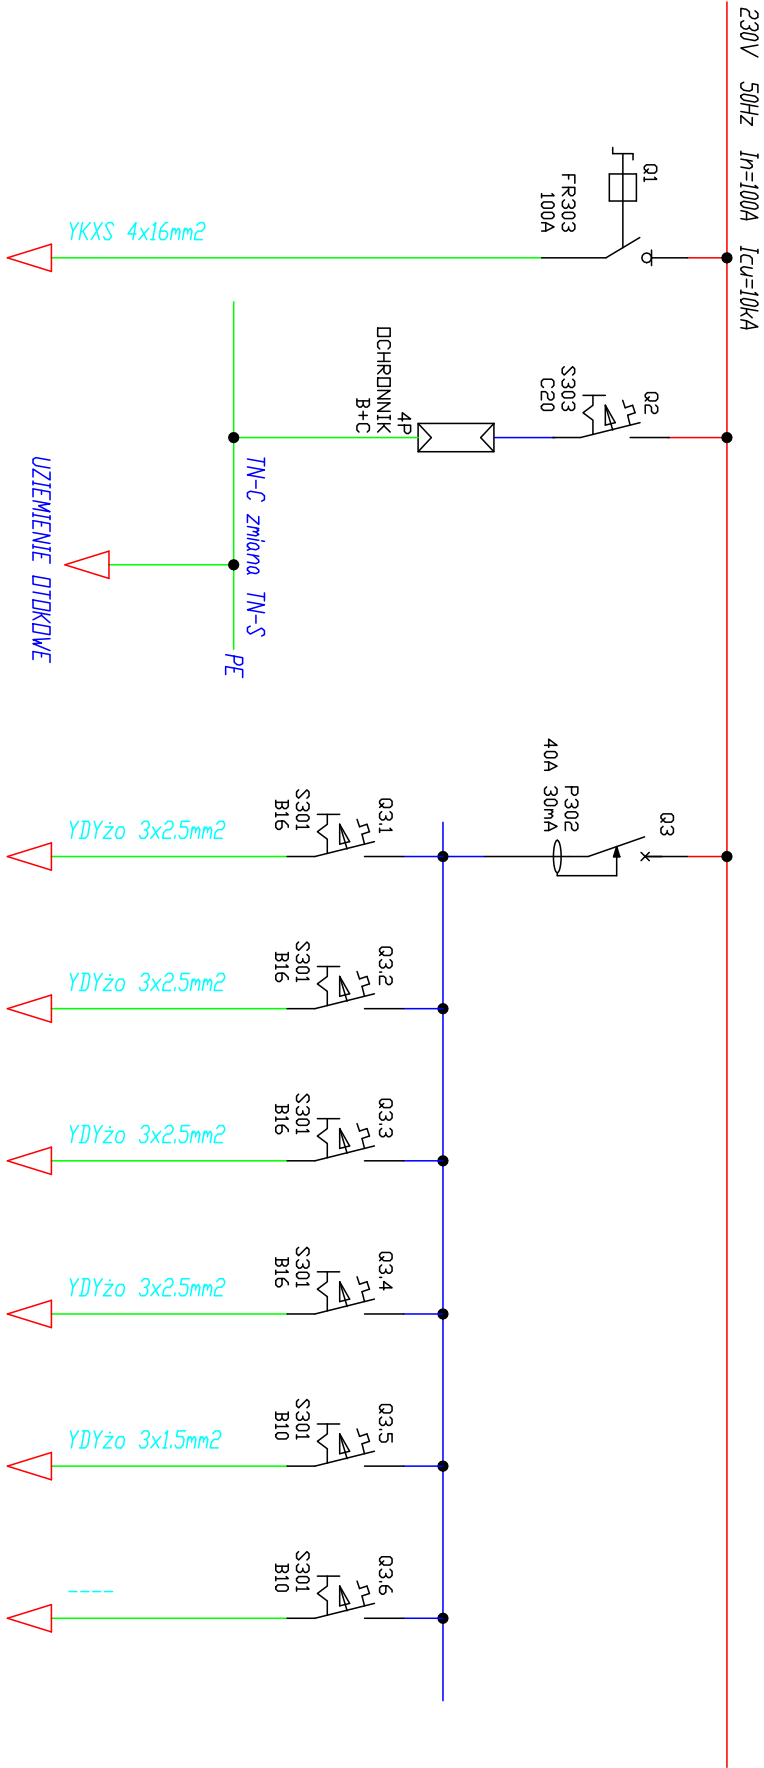 230V 50Hz In=100A Icu=10kA
Q1
FR303
100A
YKXS 4x16mm2
Q2
S303
C20
4P
OCHRONNIK
B+C
TN-C zmiana TN-S
PE
UZIEMIENIE OTOKOWE
Q3
P302
40A 30mA
Q3.1
S301
B16
YDYżo 3x2.5mm2
Q3.2
S301
B16
YDYżo 3x2.5mm2
Q3.3
S301
B16
YDYżo 3x2.5mm2
Q3.4
S301
B16
YDYżo 3x2.5mm2
Q3.5
S301
B10
YDYżo 3x1.5mm2
Q3.6
S301
B10
----